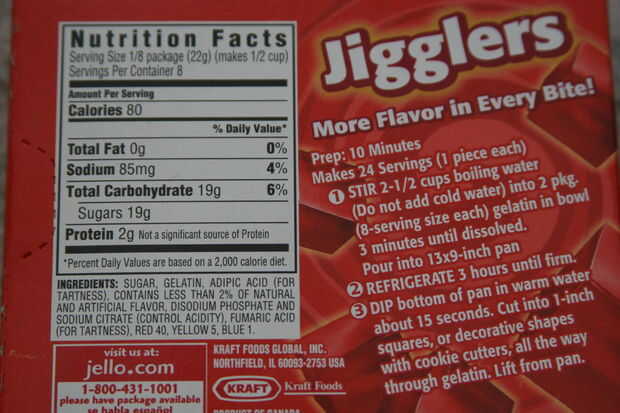 Nutrition Facts
Serving Size 1/8 package (22g) (makes 1/2 cup)
Servings Per Container 8
Amount Per Serving
Calories 80
% Daily Value*
Total Fat 0g 0%
Sodium 85mg 4%
Total Carbohydrate 19g 6%
Sugars 19g
Protein 2g Not a significant source of Protein
*Percent Daily Values are based on a 2,000 calorie diet.
INGREDIENTS: SUGAR, GELATIN, ADIPIC ACID (FOR
TARTNESS), CONTAINS LESS THAN 2% OF NATURAL
AND ARTIFICIAL FLAVOR, DISODIUM PHOSPHATE AND
SODIUM CITRATE (CONTROL ACIDITY), FUMARIC ACID
(FOR TARTNESS), RED 40, YELLOW 5, BLUE 1.
visit us at:
jello.com
1-800-431-1001
please have package available
se habla español
KRAFT FOODS GLOBAL, INC.
NORTHFIELD, IL 60093-2753 USA
KRAFT Kraft Foods
PRODUCT OF CANADA
Jigglers
More Flavor in Every Bite!
Prep: 10 Minutes
Makes 24 Servings (1 piece each)
1 STIR 2-1/2 cups boiling water
(Do not add cold water) into 2 pkg.
(8-serving size each) gelatin in bowl
3 minutes until dissolved.
Pour into 13x9-inch pan
2 REFRIGERATE 3 hours until firm.
3 DIP bottom of pan in warm water
about 15 seconds. Cut into 1-inch
squares, or decorative shapes
with cookie cutters, all the way
through gelatin. Lift from pan.